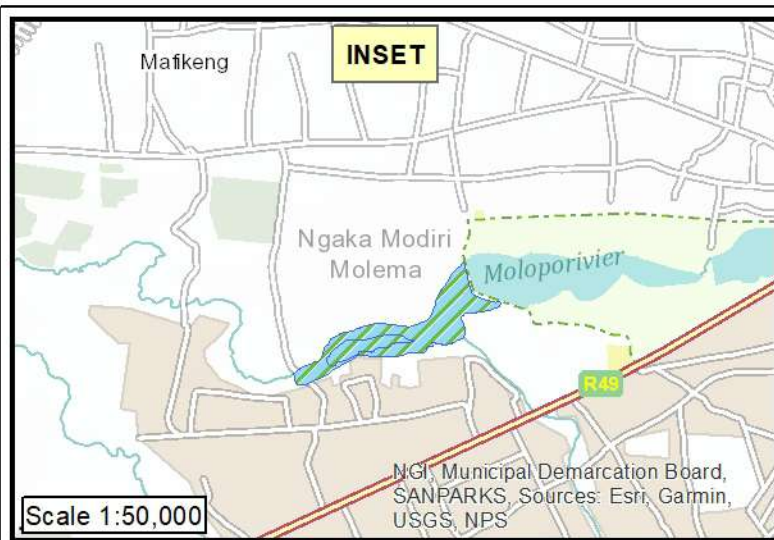 INSET
Mafikeng
Ngaka Modiri
Molema
Moloporivier
R49
NGI, Municipal Demarcation Board,
SANPARKS, Sources: Esri, Garmin,
USGS, NPS
Scale 1:50,000